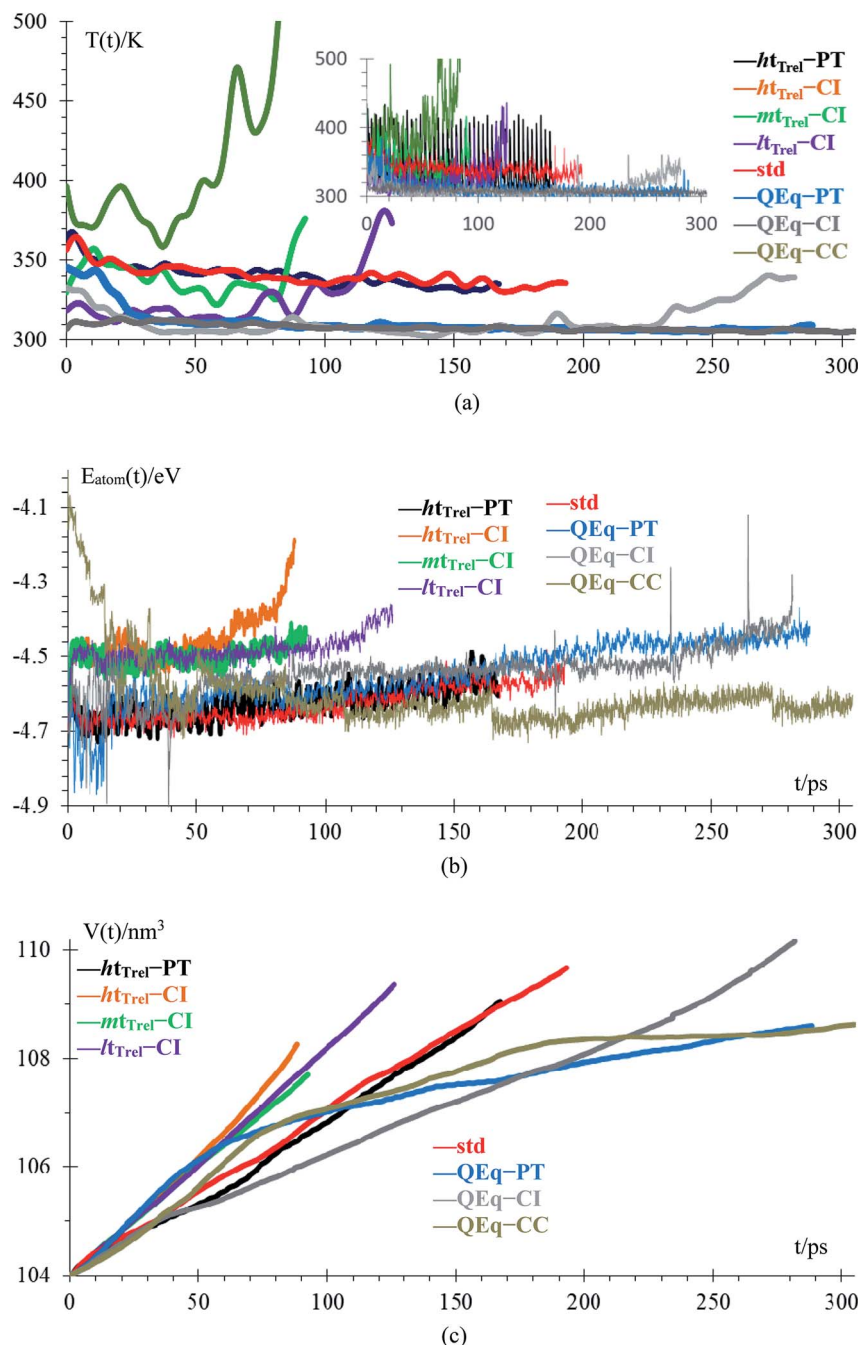 500
T(t)/K
450
400
350
300
0 50 100 150 200 250 300
500
400
300
0 100 200 300
htTrel−PT
htTrel−CI
mtTrel−CI
ltTrel−CI
std
QEq−PT
QEq−CI
QEq−CC
(a)
Eatom(t)/eV
-4.1
-4.3
-4.5
-4.7
-4.9
htTrel−PT
htTrel−CI
mtTrel−CI
ltTrel−CI
std
QEq−PT
QEq−CI
QEq−CC
t/ps
0 50 100 150 200 250 300
(b)
V(t)/nm³
110
108
106
104
htTrel−PT
htTrel−CI
mtTrel−CI
ltTrel−CI
std
QEq−PT
QEq−CI
QEq−CC
t/ps
0 50 100 150 200 250 300
(c)